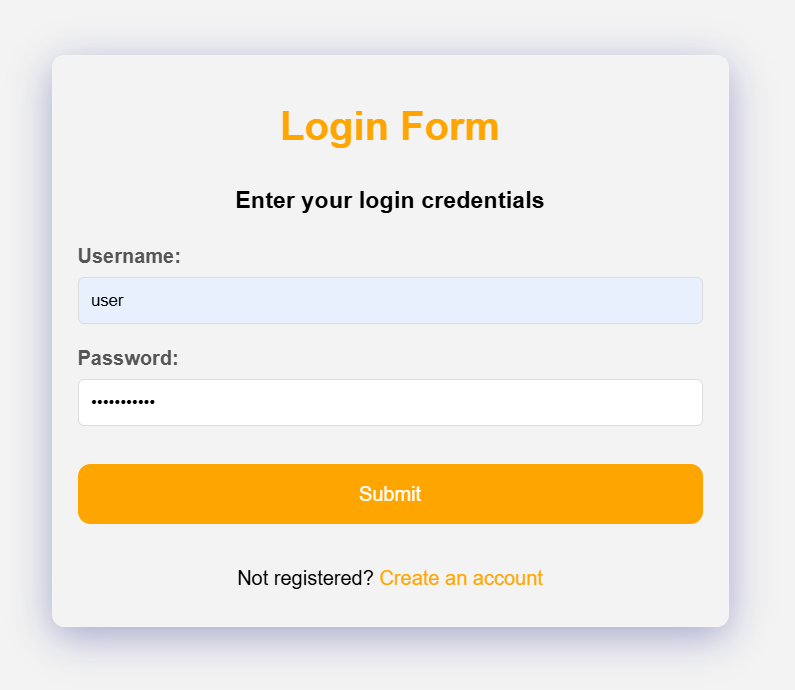 Login Form
Enter your login credentials
Username:
user
Password:
•••••••••••
Submit
Not registered? Create an account